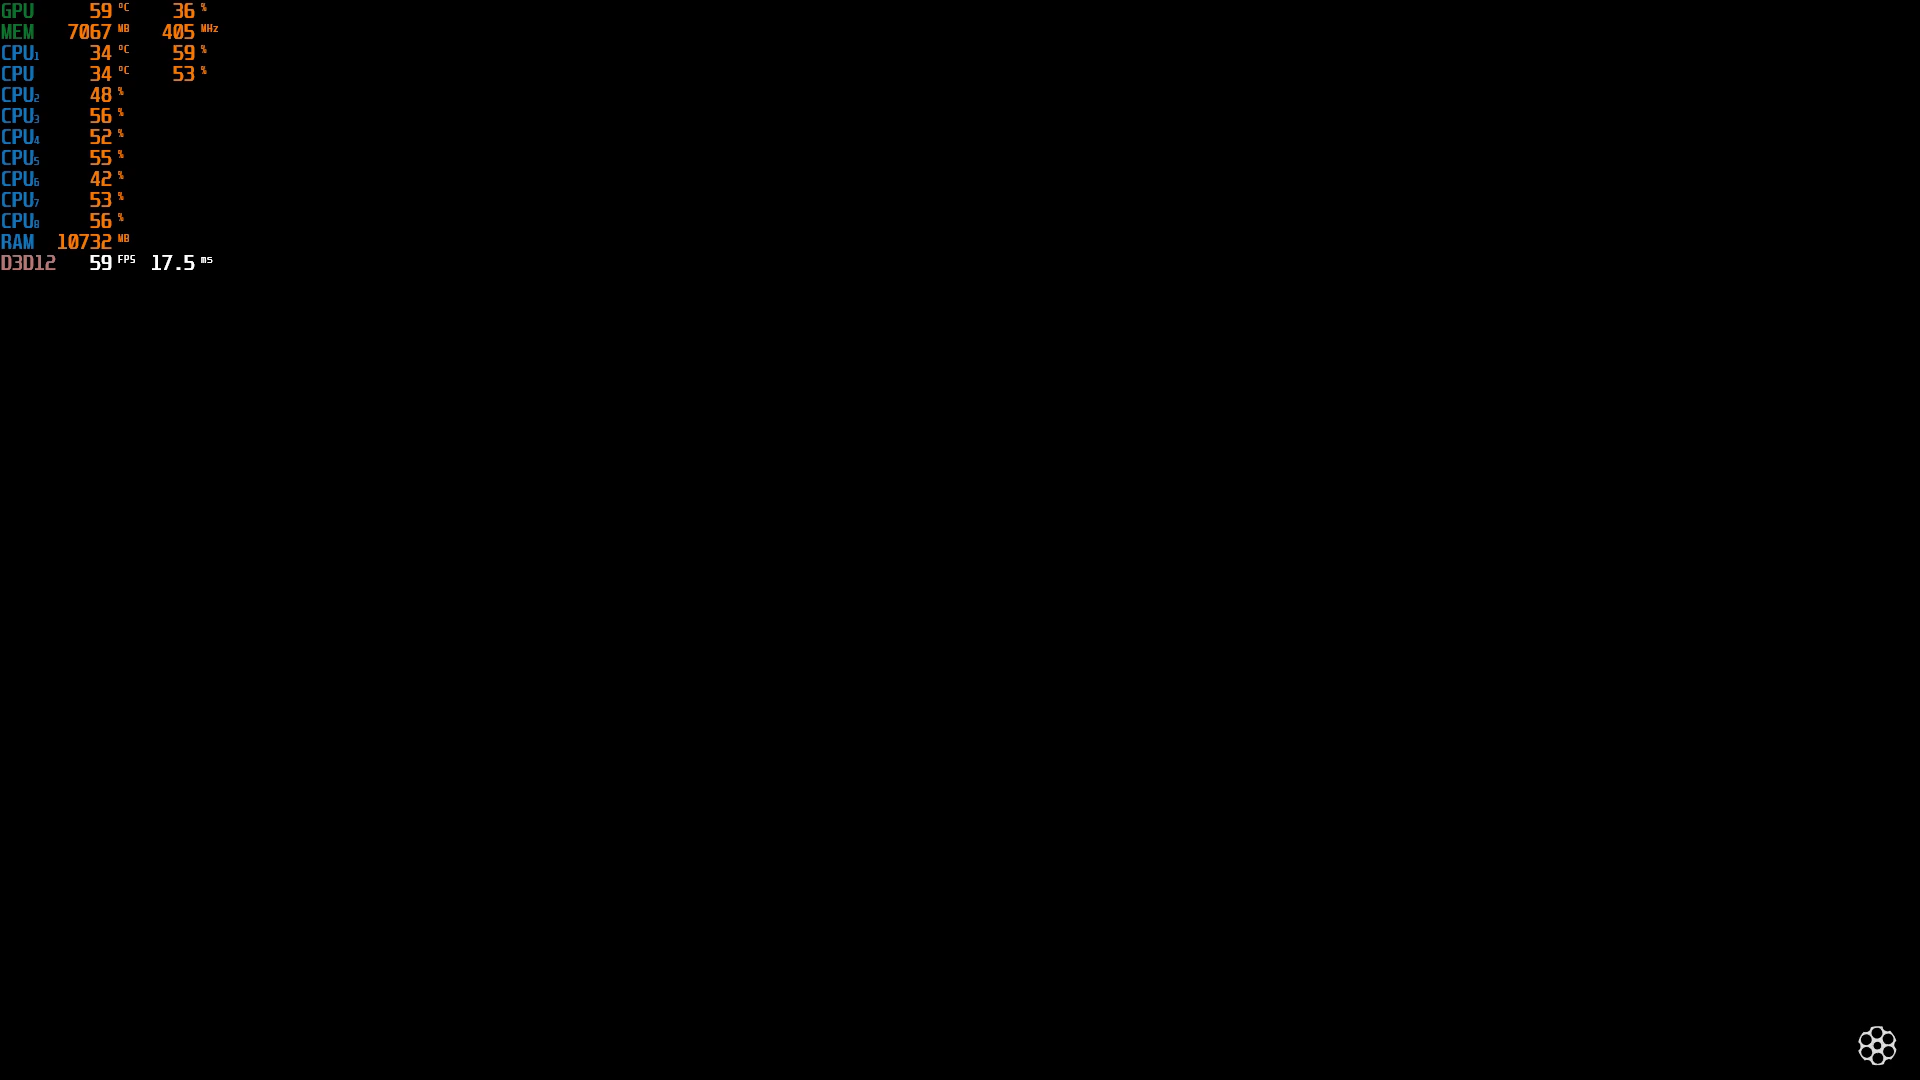 GPU 59 °C 36 %
MEM 7067 MB 405 MHz
CPU1 34 °C 59 %
CPU 34 °C 53 %
CPU2 48 %
CPU3 56 %
CPU4 52 %
CPU5 55 %
CPU6 42 %
CPU7 53 %
CPU8 56 %
RAM 10732 MB
D3D12 59 FPS 17.5 ms